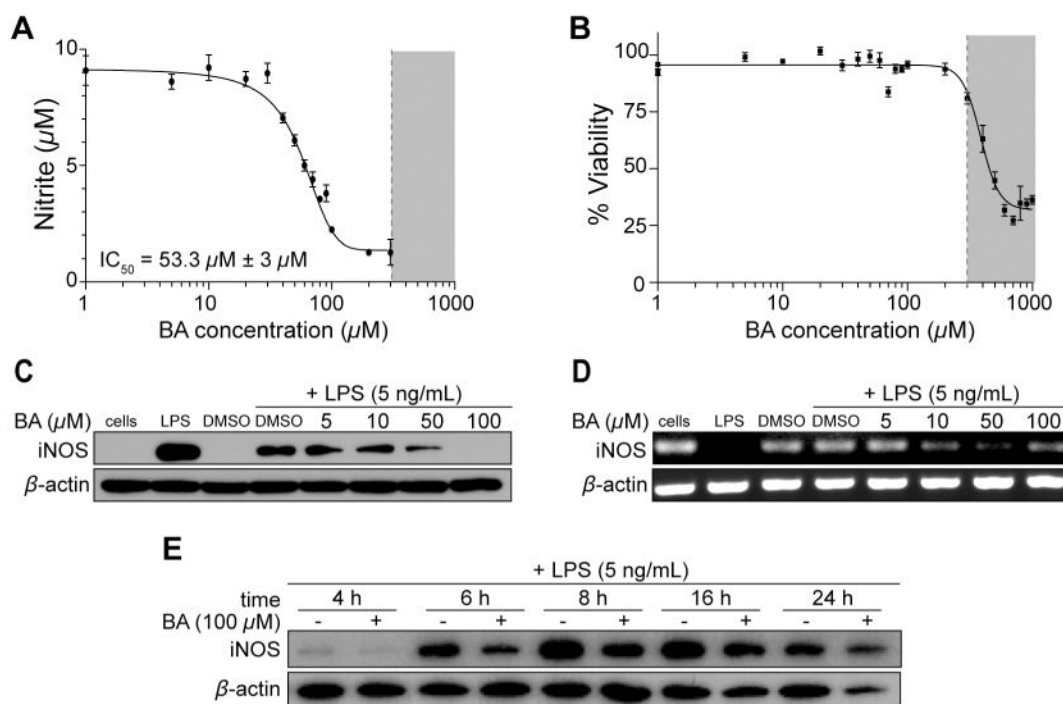 A
10
5
0
Nitrite (µM)
IC50 = 53.3 µM ± 3 µM
1 10 100 1000
BA concentration (µM)
B
100
75
50
25
0
% Viability
1 10 100 1000
BA concentration (µM)
C
+ LPS (5 ng/mL)
BA (µM) cells LPS DMSO DMSO 5 10 50 100
iNOS
β-actin
D
+ LPS (5 ng/mL)
BA (µM) cells LPS DMSO DMSO 5 10 50 100
iNOS
β-actin
E
+ LPS (5 ng/mL)
time 4 h 6 h 8 h 16 h 24 h
BA (100 µM) - + - + - + - + - +
iNOS
β-actin